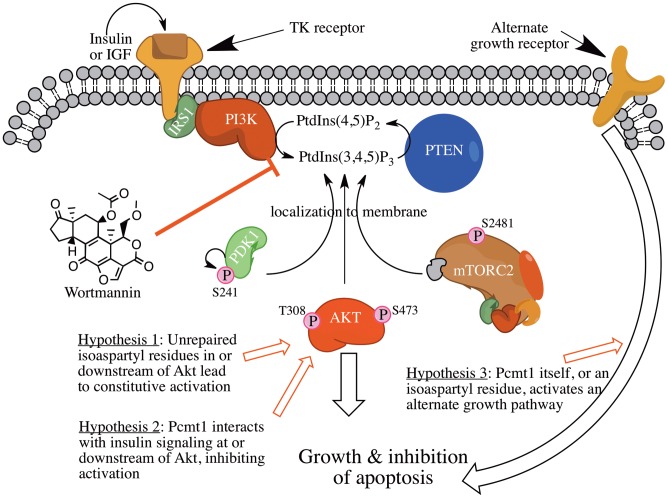 Insulin
or IGF
TK receptor
Alternate
growth receptor
IRS1
PI3K
PtdIns(4,5)P2
PtdIns(3,4,5)P3
PTEN
localization to membrane
O
O
O
O
O
H
O
O
O
Wortmannin
PDK1
P
S241
P
S2481
mTORC2
T308
P
AKT
P
S473
Hypothesis 1: Unrepaired
isoaspartyl residues in or
downstream of Akt lead
to constitutive activation
Hypothesis 2: Pcmt1 interacts
with insulin signaling at or
downstream of Akt, inhibiting
activation
Hypothesis 3: Pcmt1 itself, or an
isoaspartyl residue, activates an
alternate growth pathway
Growth & inhibition
of apoptosis